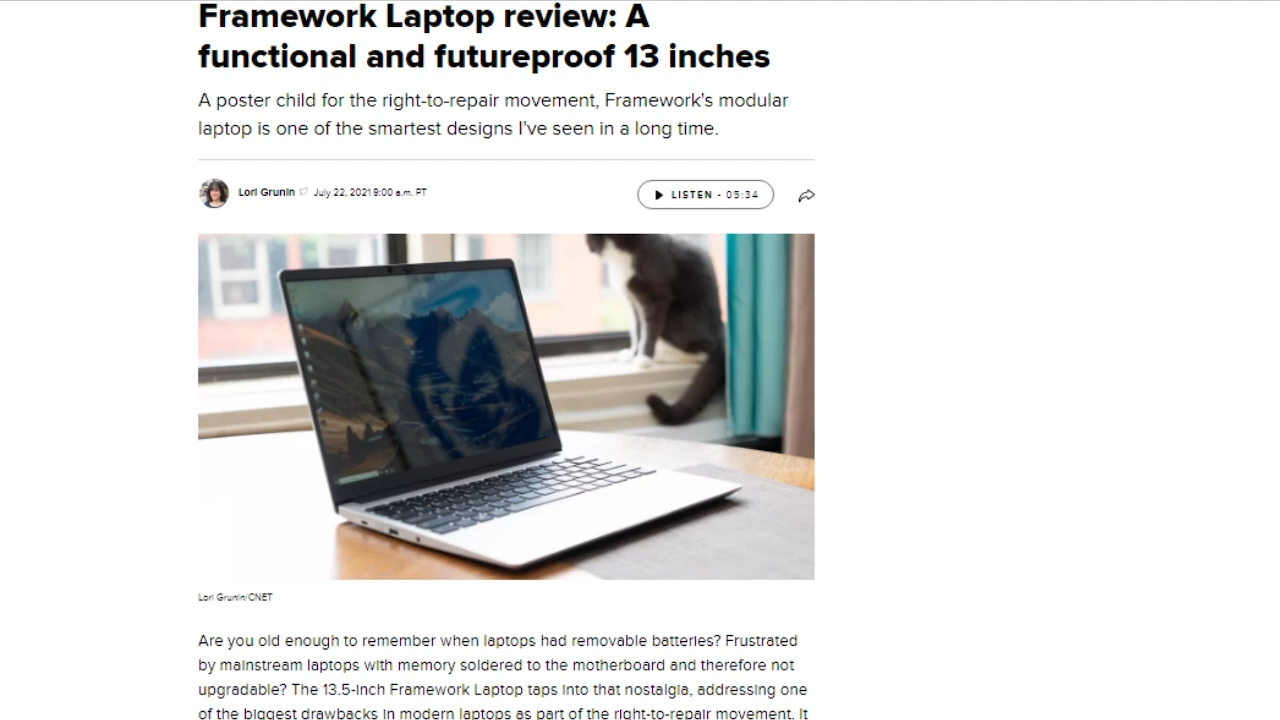 Framework Laptop review: A
functional and futureproof 13 inches
A poster child for the right-to-repair movement, Framework's modular
laptop is one of the smartest designs I've seen in a long time.
Lori Grunin July 22, 2021 8:00 a.m. PT
LISTEN - 05:34
Lori Grunin/CNET
Are you old enough to remember when laptops had removable batteries? Frustrated
by mainstream laptops with memory soldered to the motherboard and therefore not
upgradable? The 13.5-inch Framework Laptop taps into that nostalgia, addressing one
of the biggest drawbacks in modern laptops as part of the right-to-repair movement. It